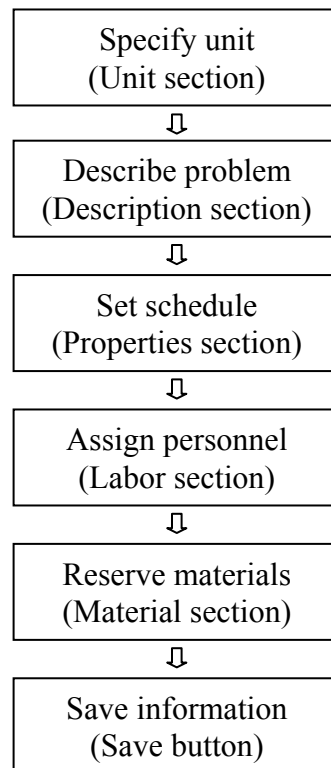 Specify unit
(Unit section)
Describe problem
(Description section)
Set schedule
(Properties section)
Assign personnel
(Labor section)
Reserve materials
(Material section)
Save information
(Save button)